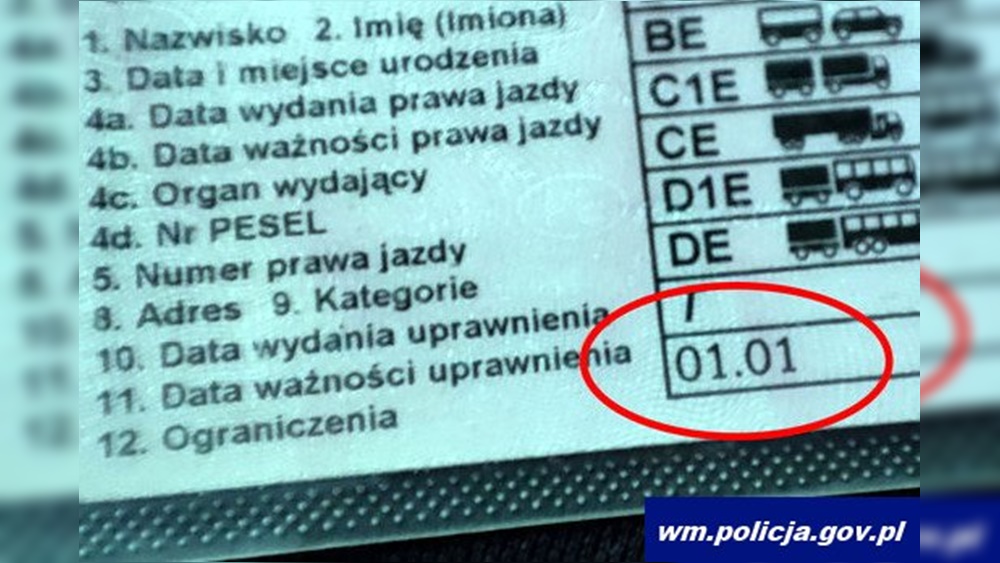 1. Nazwisko 2. Imię (Imiona)
3. Data i miejsce urodzenia
4a. Data wydania prawa jazdy
4b. Data ważności prawa jazdy
4c. Organ wydający
4d. Nr PESEL
5. Numer prawa jazdy
8. Adres 9. Kategorie
10. Data wydania uprawnienia
11. Data ważności uprawnienia
12. Ograniczenia
BE
C1E
CE
D1E
DE
01.01
wm.policja.gov.pl